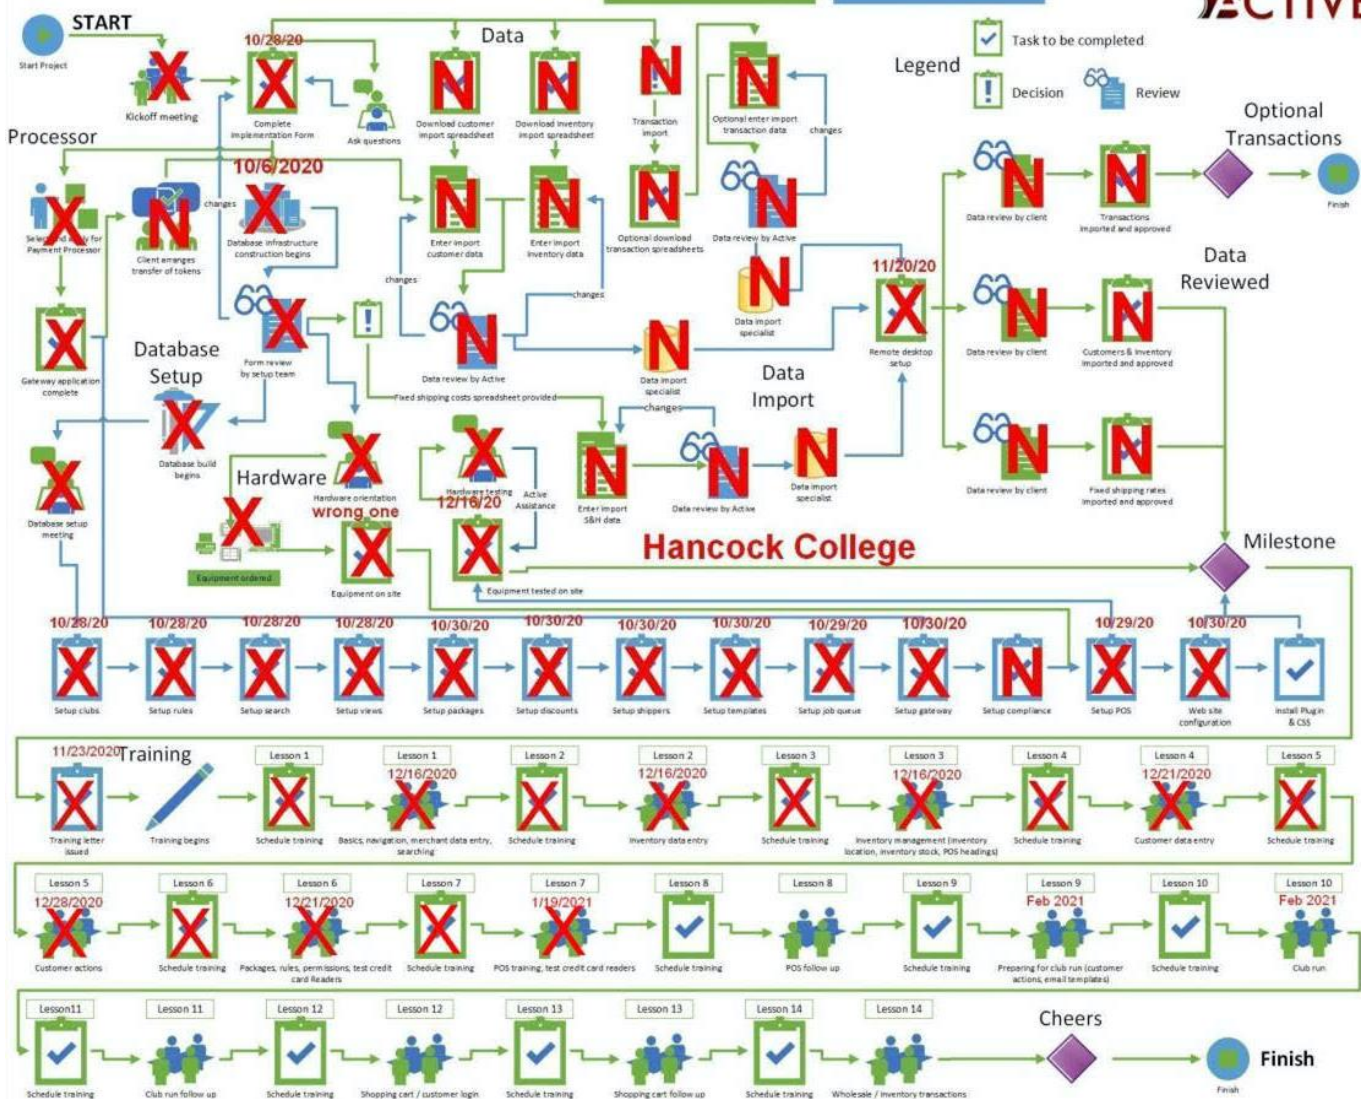 ACTIVE
START
Start Project
Kickoff meeting
10/28/20
Complete
Implementation Form
Ask questions
Data
Download customer
import spreadsheet
Download Inventory
import spreadsheet
Transaction
import
Optional enter import
transaction data
changes
Legend
Task to be completed
Decision
Review
Optional
Transactions
Finish
Processor
Select and apply for
Payment Processor
Client arranges
transfer of tokens
changes
10/6/2020
Database infrastructure
construction begins
Enter import
customer data
Enter import
inventory data
Optional download
transaction spreadsheets
Data review by Active
Data import
specialist
Data review by client
Transactions
imported and approved
changes
changes
11/20/20
Remote desktop
setup
Data
Reviewed
Data review by client
Customers & Inventory
imported and approved
Gateway application
complete
Database
Setup
Form review
by setup team
Data review by Active
Data import
specialist
Data
Import
Fixed shipping costs spreadsheet provided
changes
Database build
begins
Database setup
meeting
Hardware
Hardware orientation
wrong one
Hardware testing
12/16/20
Active
Assistance
Enter import
S&H data
Data review by Active
Data import
specialist
Data review by client
Fixed shipping rates
imported and approved
Equipment ordered
Equipment on site
Equipment tested on site
Hancock College
Milestone
10/28/20
10/28/20
10/28/20
10/28/20
10/30/20
10/30/20
10/30/20
10/30/20
10/29/20
10/30/20
10/29/20
10/30/20
Setup clubs
Setup rules
Setup search
Setup views
Setup packages
Setup discounts
Setup shippers
Setup templates
Setup job queue
Setup gateway
Setup compliance
Setup POS
Web site
configuration
Install Plugin
& CSS
11/23/2020
Training
Training letter
issued
Training begins
Lesson 1
Schedule training
Lesson 1
12/16/2020
Basics, navigation, merchant data entry,
searching
Lesson 2
Schedule training
Lesson 2
12/16/2020
Inventory data entry
Lesson 3
Schedule training
Lesson 3
12/16/2020
Inventory management (inventory
location, inventory stock, POS headings)
Lesson 4
Schedule training
Lesson 4
12/21/2020
Customer data entry
Lesson 5
Schedule training
Lesson 5
12/28/2020
Customer actions
Lesson 6
Schedule training
Lesson 6
12/21/2020
Packages, rules, permissions, test credit
card Readers
Lesson 7
Schedule training
Lesson 7
1/19/2021
POS training, test credit card readers
Lesson 8
Schedule training
Lesson 8
POS follow up
Lesson 9
Schedule training
Lesson 9
Feb 2021
Preparing for club run (customer
actions, email templates)
Lesson 10
Schedule training
Lesson 10
Feb 2021
Club run
Lesson11
Schedule training
Lesson 11
Club run follow up
Lesson 12
Schedule training
Lesson 12
Shopping cart / customer login
Lesson 13
Schedule training
Lesson 13
Shopping cart follow up
Lesson 14
Schedule training
Lesson 14
Wholesale / Inventory transactions
Cheers
Finish
Finish